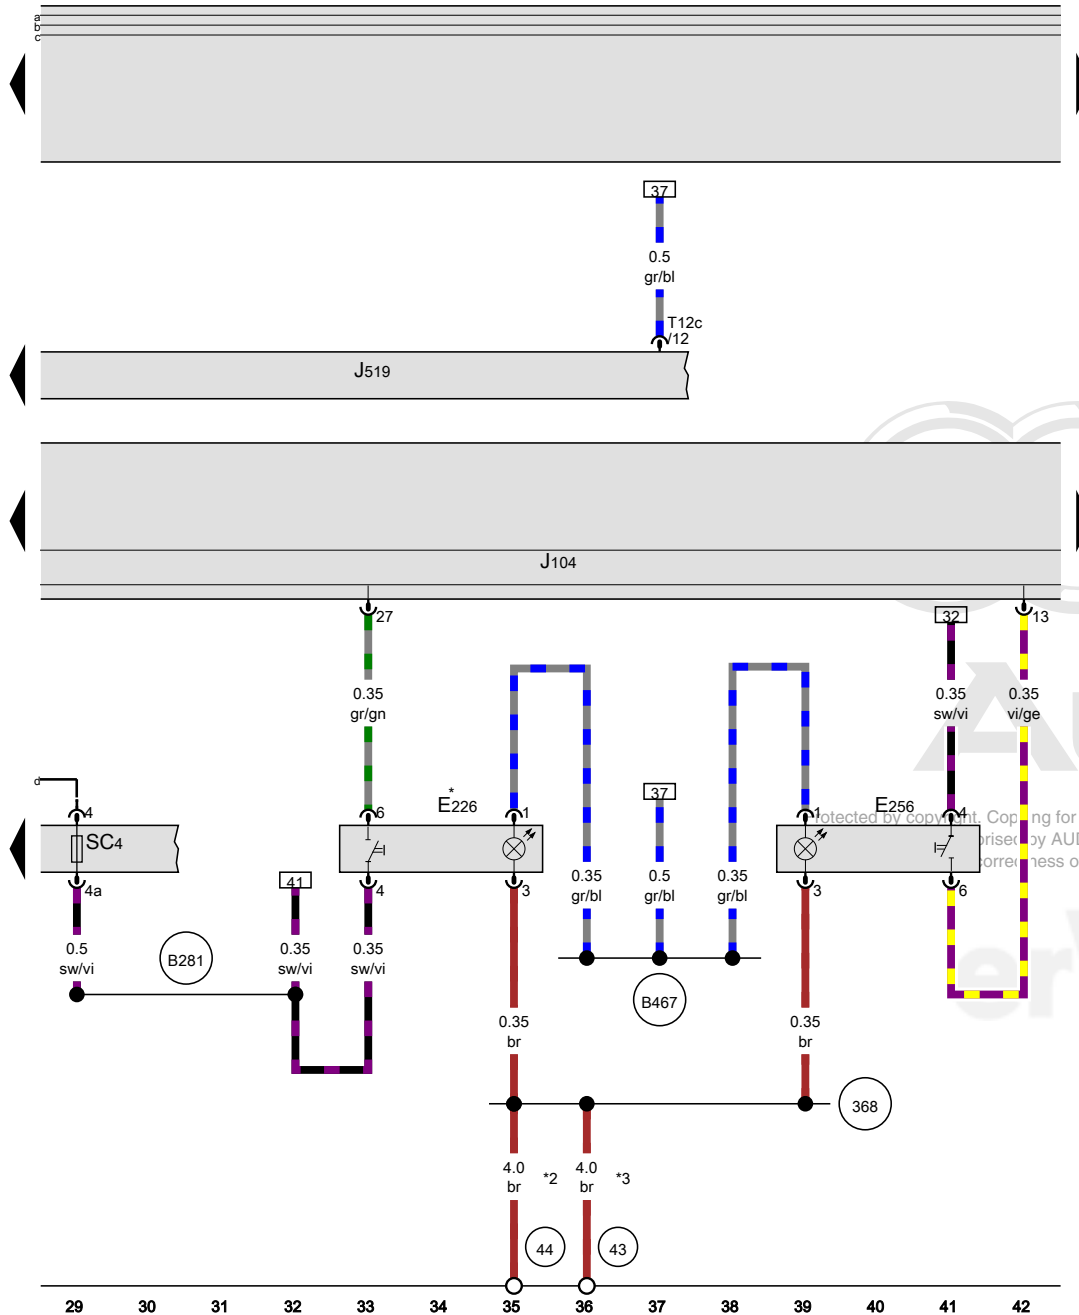 a
b
c
37
0.5
gr/bl
T12c
/12
J519
J104
27
32
13
0.35
gr/gn
0.35
sw/vi
0.35
vi/ge
d
4
SC4
4a
6
*
E226
1
37
1
E256
4
Protected by copyright. Copying for
4
3
41
3
6
0.35
gr/bl
0.5
gr/bl
0.35
gr/bl
0.5
sw/vi
B281
0.35
sw/vi
0.35
sw/vi
B467
0.35
br
0.35
br
368
4.0
br
*2
4.0
br
*3
44
43
29 30 31 32 33 34 35 36 37 38 39 40 41 42